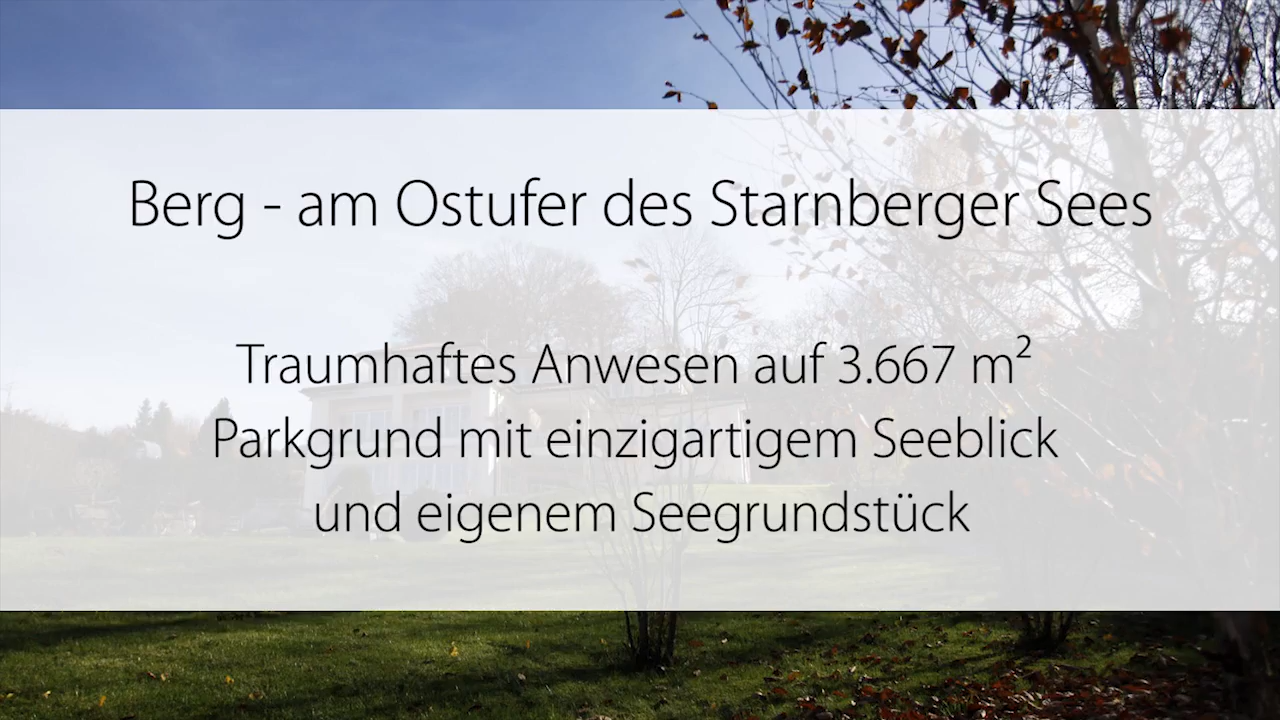 Berg - am Ostufer des Starnberger Sees
Traumhaftes Anwesen auf 3.667 m²
Parkgrund mit einzigartigem Seeblick
und eigenem Seegrundstück